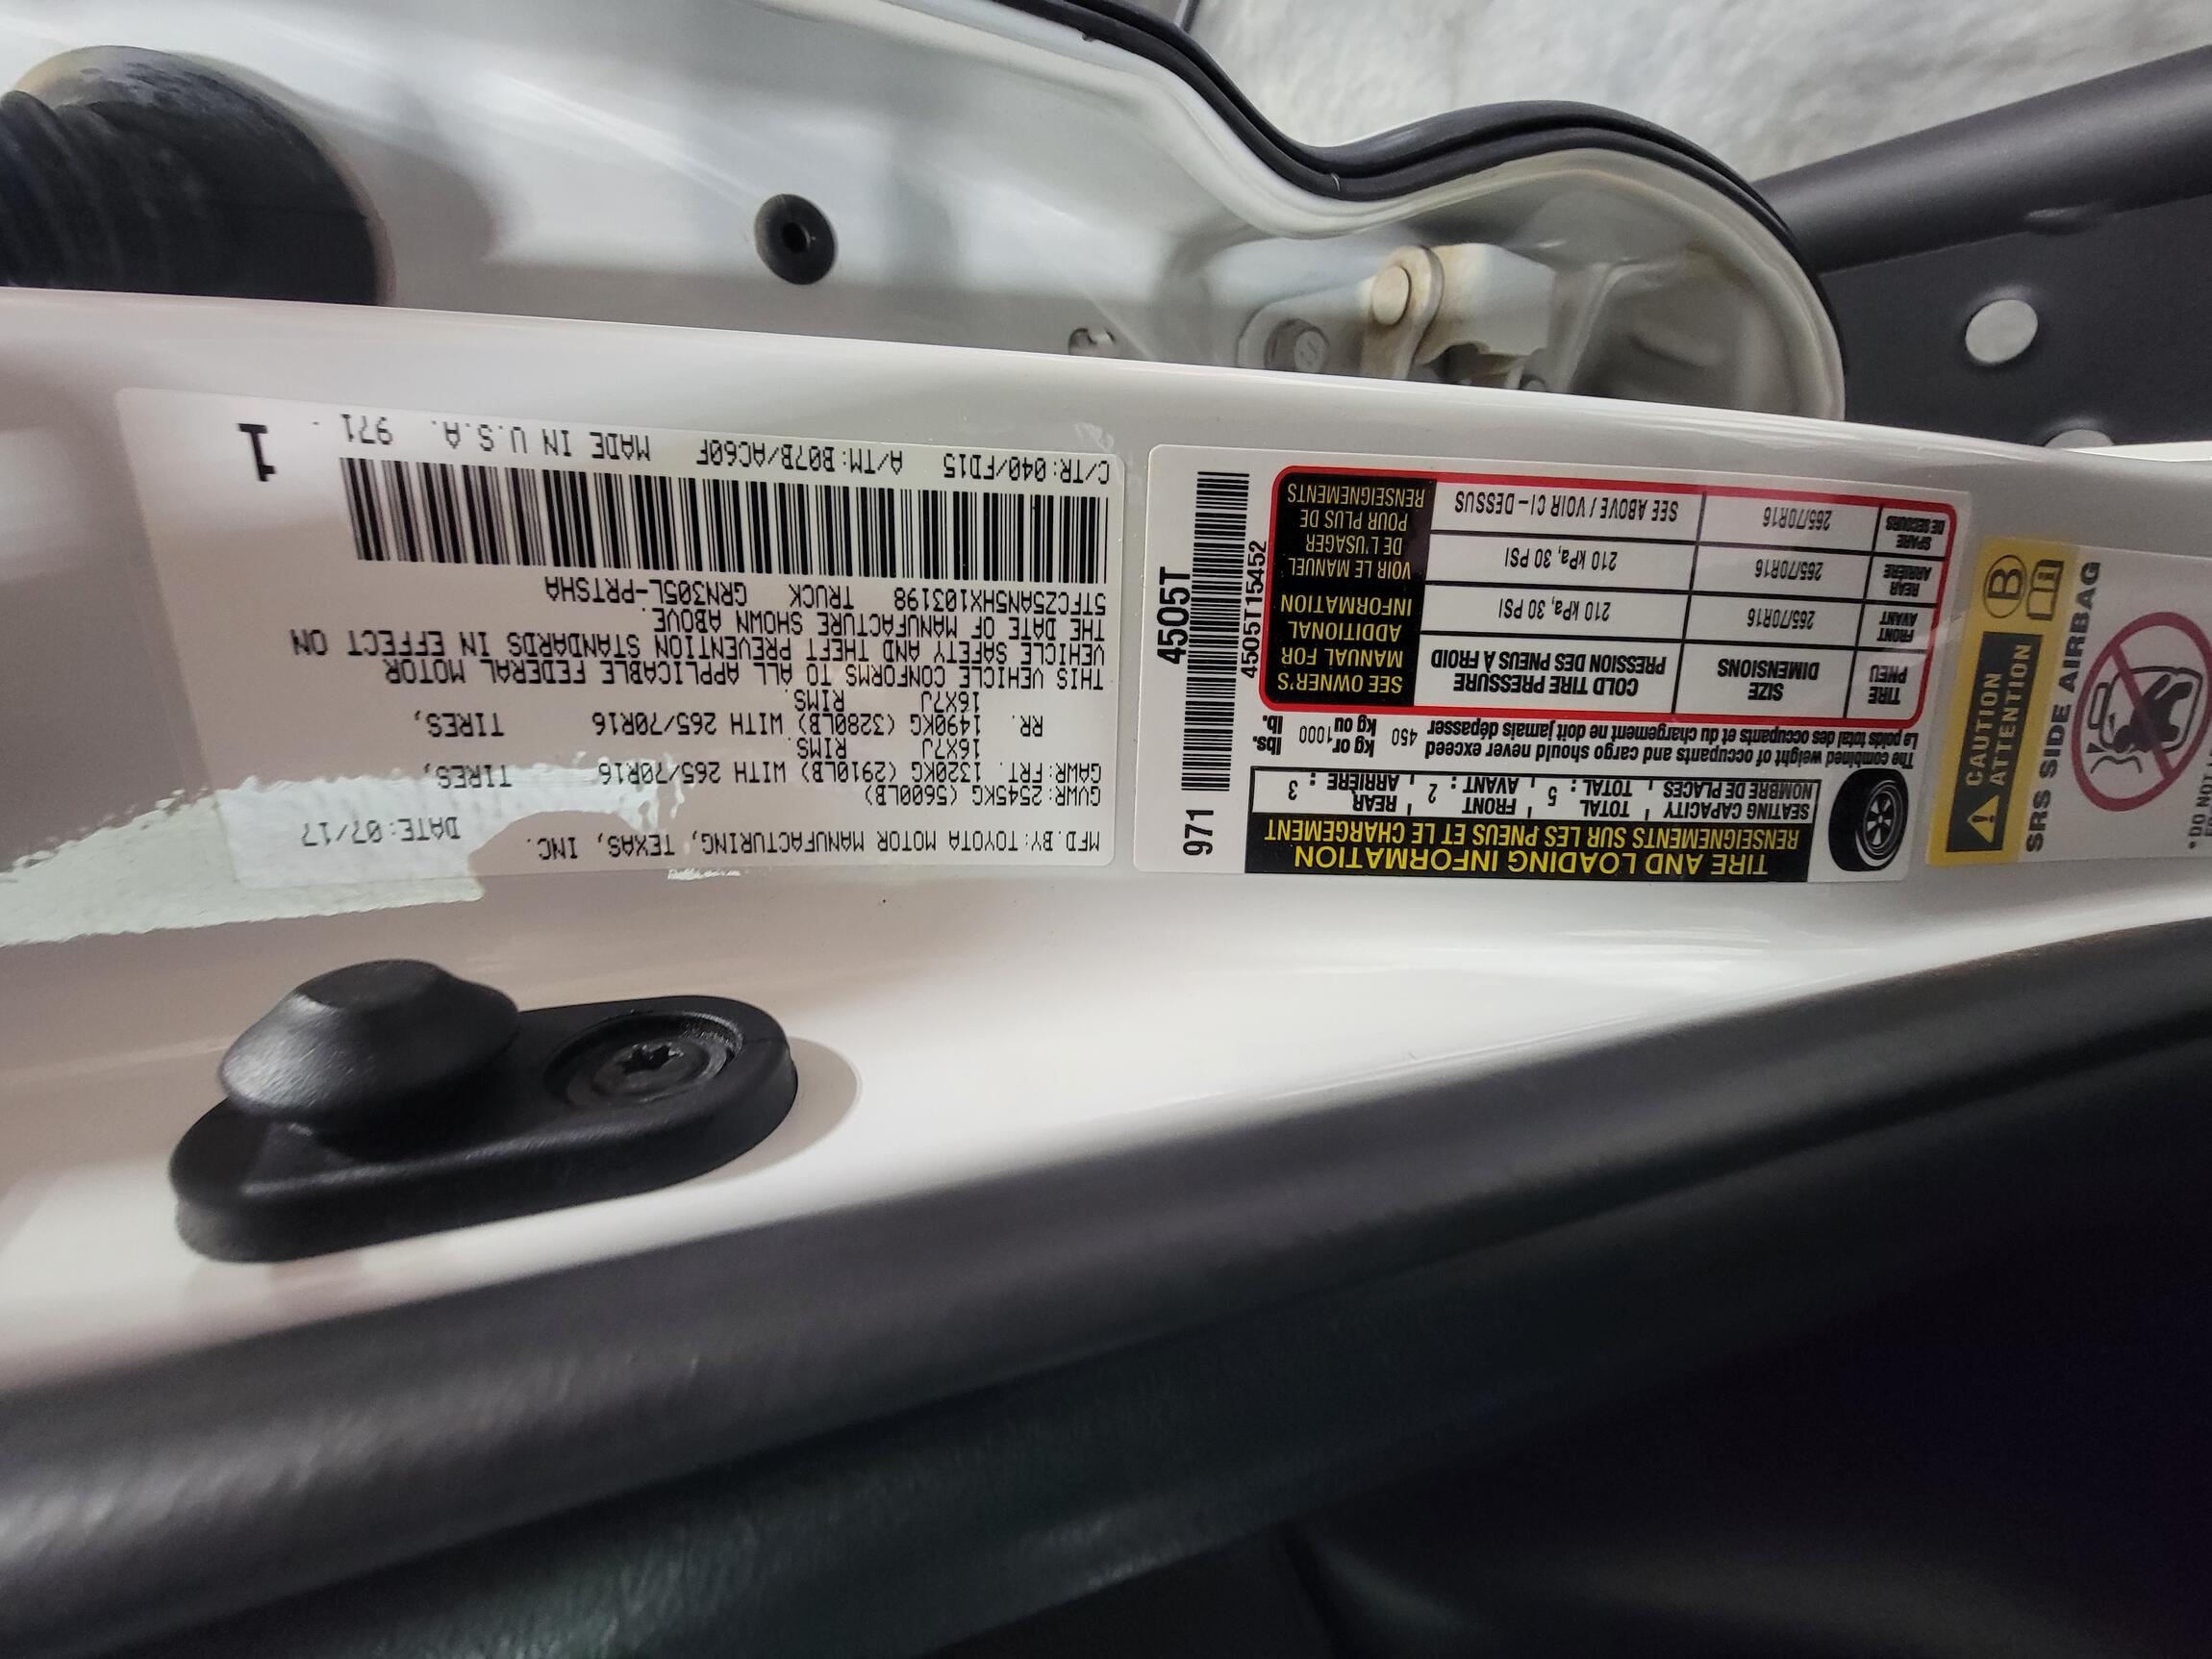 MFD.BY:TOYOTA MOTOR MANUFACTURING, TEXAS, INC.
DATE:07/17
GVWR:2545KG (5600LB)
GAWR:FRT. 1320KG (2910LB) WITH 265/70R16 TIRES,
16X7J RIMS.
RR. 1490KG (3280LB) WITH 265/70R16 TIRES,
16X7J RIMS.
THIS VEHICLE CONFORMS TO ALL APPLICABLE FEDERAL MOTOR
VEHICLE SAFETY AND THEFT PREVENTION STANDARDS IN EFFECT ON
THE DATE OF MANUFACTURE SHOWN ABOVE.
5TFCZ5AN5HX103198 TRUCK GRN305L-PRTSHA
C/TR:040/FD15 A/TM:B07B/AC60F MADE IN U.S.A. 971
1
TIRE AND LOADING INFORMATION
RENSEIGNEMENTS SUR LES PNEUS ET LE CHARGEMENT
SEATING CAPACITY TOTAL FRONT REAR
NOMBRE DE PLACES TOTAL : 5 AVANT : 2 ARRIÈRE : 3
The combined weight of occupants and cargo should never exceed kg or lbs.
La poids total des occupants et du chargement ne doit jamais dépasser 450 kg ou 1000 lb.
TIRE SIZE COLD TIRE PRESSURE
PNEU DIMENSIONS PRESSION DES PNEUS À FROID
FRONT
AVANT 265/70R16 210 kPa, 30 PSI
REAR
ARRIÈRE 265/70R16 210 kPa, 30 PSI
SPARE
DE SECOURS 265/70R16 SEE ABOVE / VOIR CI-DESSUS
SEE OWNER'S
MANUAL FOR
ADDITIONAL
INFORMATION
VOIR LE MANUEL
DE L'USAGER
POUR PLUS DE
RENSEIGNEMENTS
971
4505T
4505T15452
CAUTION
ATTENTION
B
SRS SIDE AIRBAG